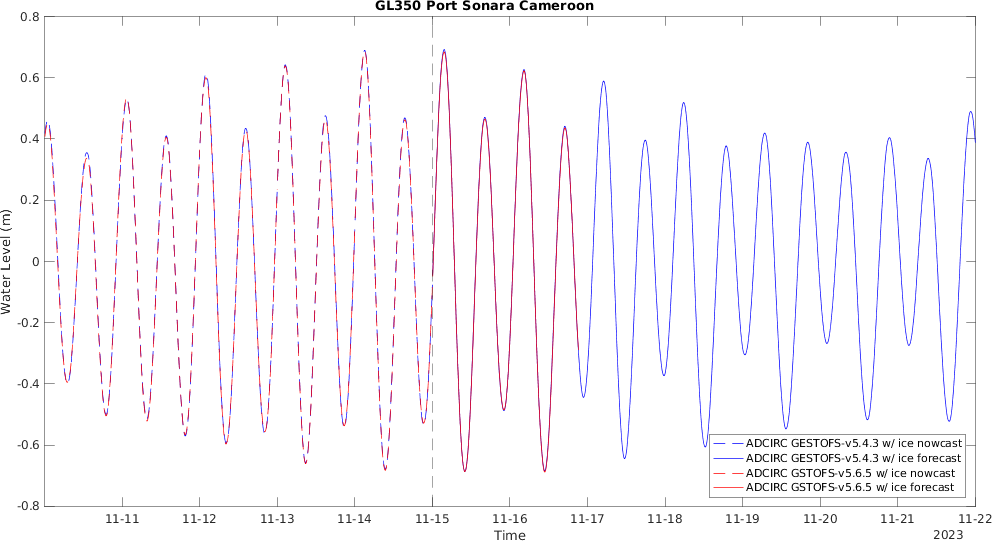 GL350 Port Sonara Cameroon
0.8
0.6
0.4
0.2
0
-0.2
-0.4
-0.6
-0.8
Water Level (m)
ADCIRC GESTOFS-v5.4.3 w/ ice nowcast
ADCIRC GESTOFS-v5.4.3 w/ ice forecast
ADCIRC GSTOFS-v5.6.5 w/ ice nowcast
ADCIRC GSTOFS-v5.6.5 w/ ice forecast
11-11 11-12 11-13 11-14 11-15 11-16 11-17 11-18 11-19 11-20 11-21 11-22
Time
2023